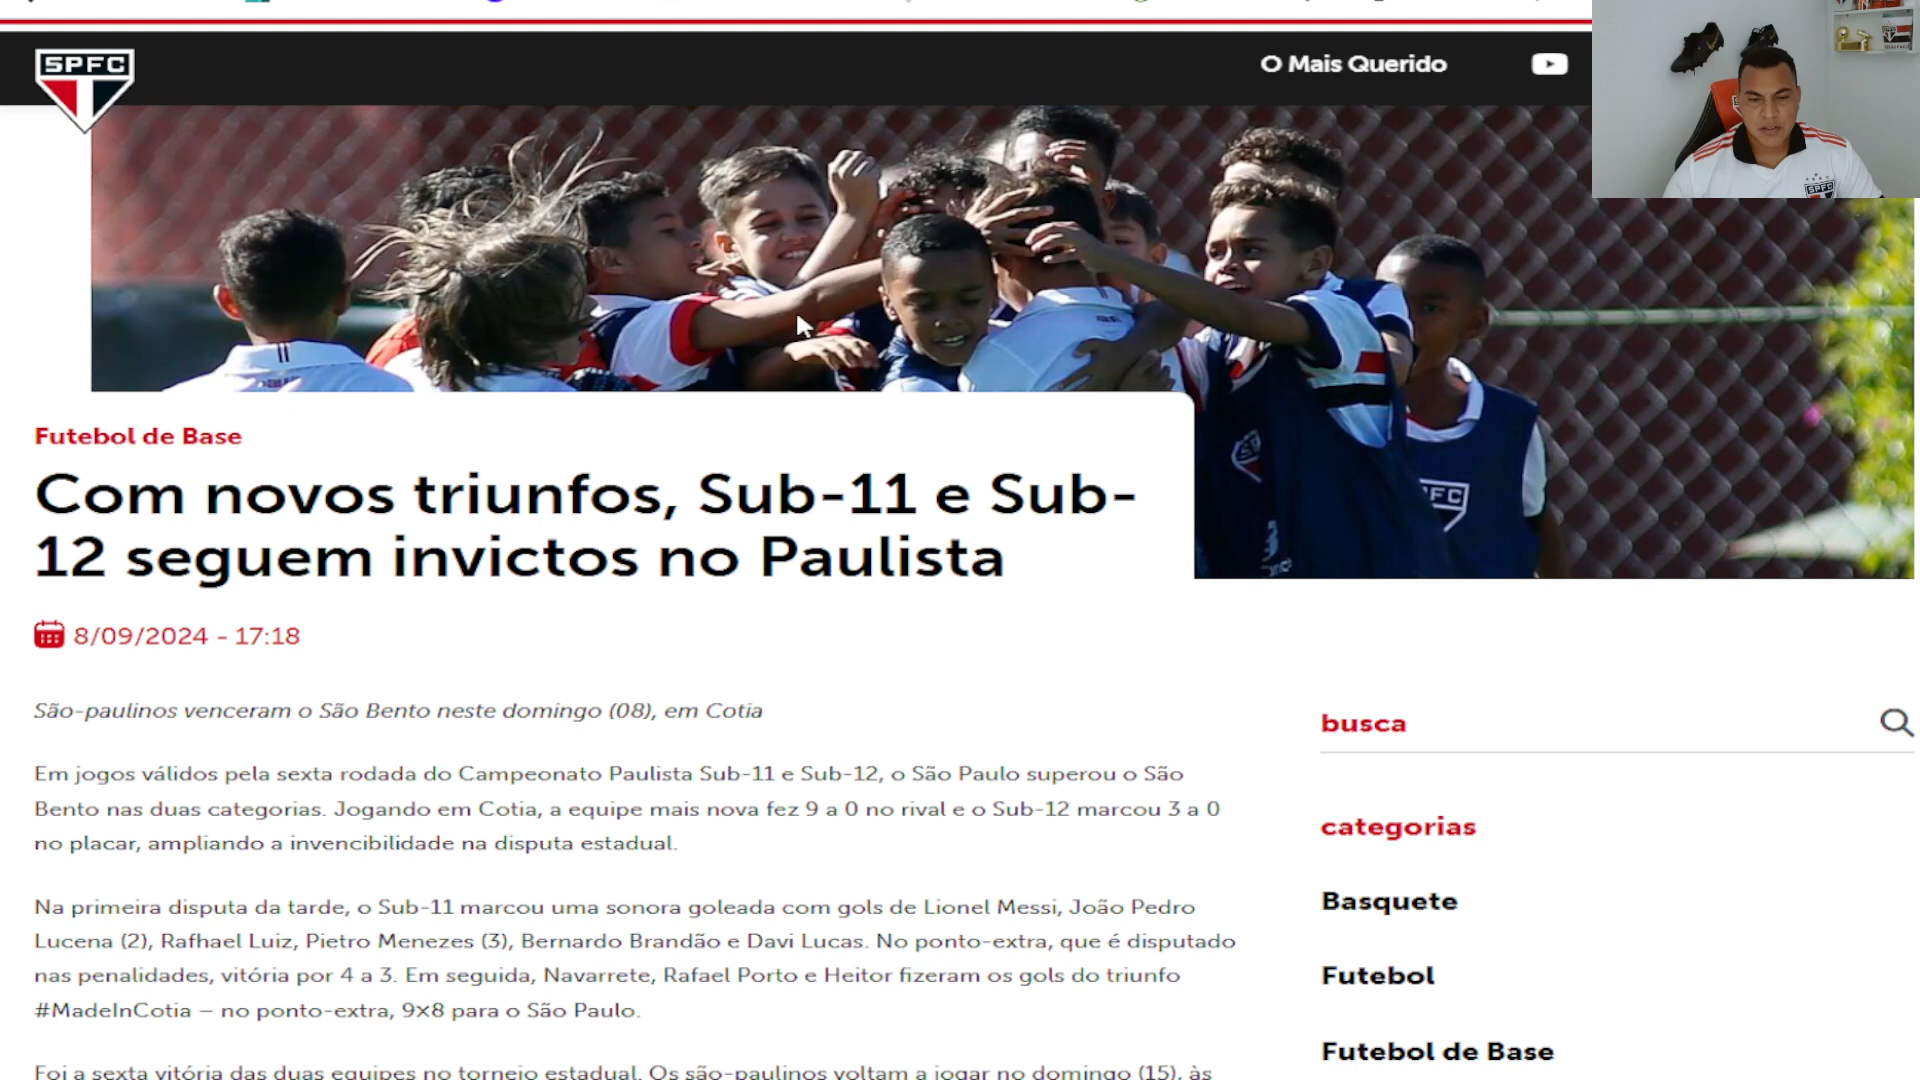 SPFC
O Mais Querido
SPFC
FC
Futebol de Base
Com novos triunfos, Sub-11 e Sub-
12 seguem invictos no Paulista
8/09/2024 - 17:18
São-paulinos venceram o São Bento neste domingo (08), em Cotia
Em jogos válidos pela sexta rodada do Campeonato Paulista Sub-11 e Sub-12, o São Paulo superou o São
Bento nas duas categorias. Jogando em Cotia, a equipe mais nova fez 9 a 0 no rival e o Sub-12 marcou 3 a 0
no placar, ampliando a invencibilidade na disputa estadual.
Na primeira disputa da tarde, o Sub-11 marcou uma sonora goleada com gols de Lionel Messi, João Pedro
Lucena (2), Rafhael Luiz, Pietro Menezes (3), Bernardo Brandão e Davi Lucas. No ponto-extra, que é disputado
nas penalidades, vitória por 4 a 3. Em seguida, Navarrete, Rafael Porto e Heitor fizeram os gols do triunfo
#MadeInCotia – no ponto-extra, 9×8 para o São Paulo.
Foi a sexta vitória das duas equipes no torneio estadual. Os são-paulinos voltam a jogar no domingo (15), às
busca
categorias
Basquete
Futebol
Futebol de Base